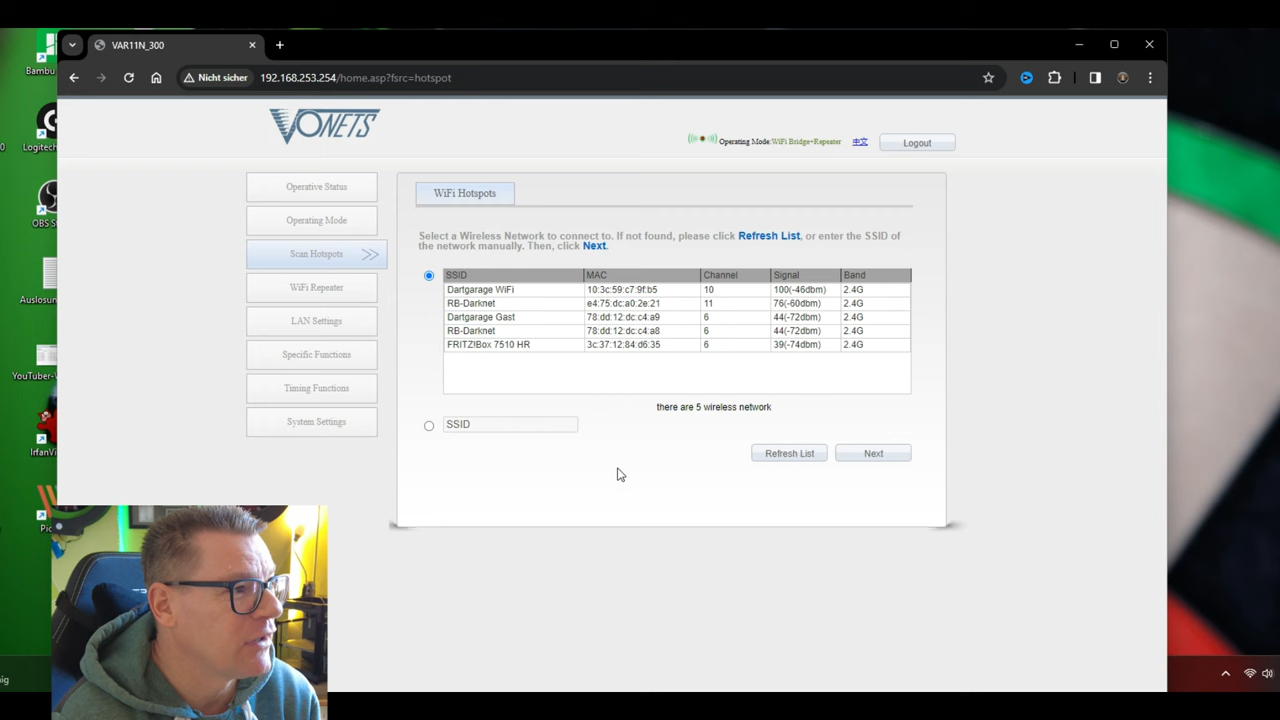 Bambu
VAR11N_300
Nicht sicher
192.168.253.254/home.asp?fsrc=hotspot
Logitech
VONETS
Operating Mode:WiFi Bridge+Repeater
中文
Logout
Operative Status
WiFi Hotspots
Operating Mode
OBS S
Select a Wireless Network to connect to. If not found, please click Refresh List, or enter the SSID of
the network manually. Then, click Next.
Scan Hotspots
SSID MAC Channel Signal Band
Dartgarage WiFi 10:3c:59:c7:9f:b5 10 100(-46dbm) 2.4G
RB-Darknet e4:75:dc:a0:2e:21 11 76(-60dbm) 2.4G
Dartgarage Gast 78:dd:12:dc:c4:a9 6 44(-72dbm) 2.4G
RB-Darknet 78:dd:12:dc:c4:a8 6 44(-72dbm) 2.4G
FRITZ!Box 7510 HR 3c:37:12:84:d6:35 6 39(-74dbm) 2.4G
WiFi Repeater
Auslosun
LAN Settings
Specific Functions
YouTuber-V
Timing Functions
there are 5 wireless network
System Settings
SSID
IrfanVi
Refresh List
Next
Pic